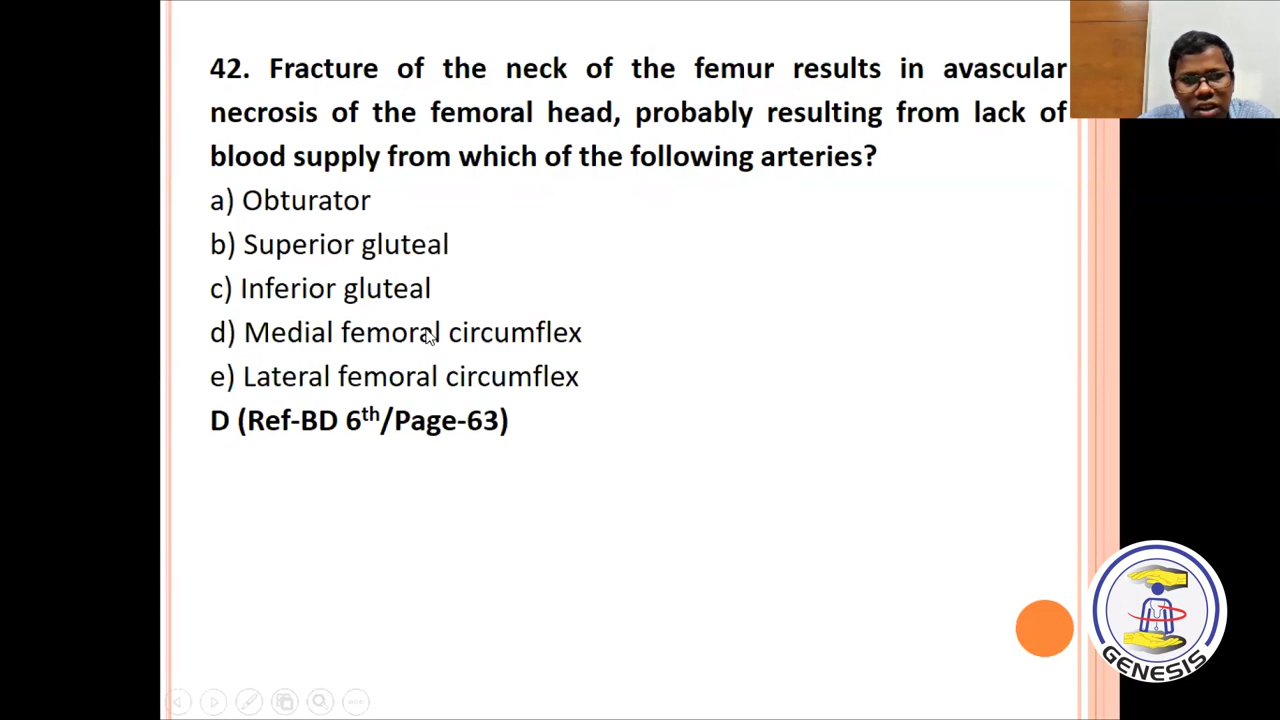 42. Fracture of the neck of the femur results in avascular
necrosis of the femoral head, probably resulting from lack of
blood supply from which of the following arteries?
a) Obturator
b) Superior gluteal
c) Inferior gluteal
d) Medial femoral circumflex
e) Lateral femoral circumflex
D (Ref-BD 6th/Page-63)
GENESIS